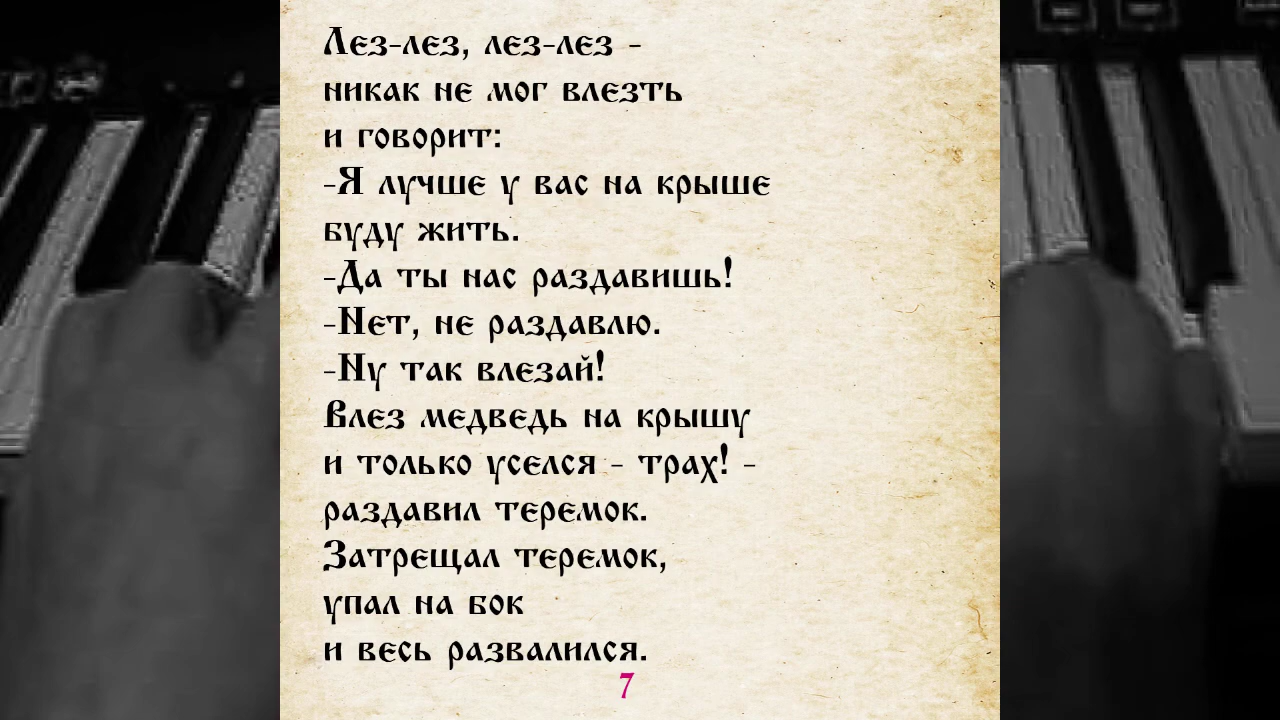 Лез-лез, лез-лез -
никак не мог влезть
и говорит:
-Я лучше у вас на крыше
буду жить.
-Да ты нас раздавишь!
-Нет, не раздавлю.
-Ну так влезай!
Влез медведь на крышу
и только уселся - трах! -
раздавил теремок.
Затрещал теремок,
упал на бок
и весь развалился.
7